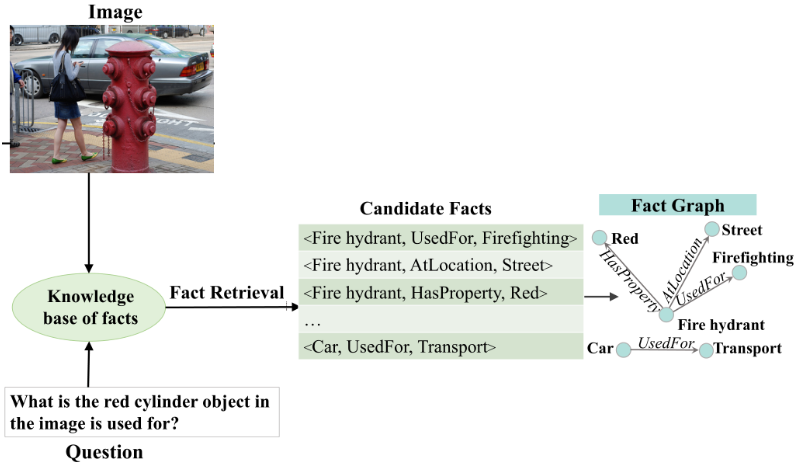 Image
Knowledge
base of facts
Fact Retrieval
What is the red cylinder object in
the image is used for?
Question
Candidate Facts
<Fire hydrant, UsedFor, Firefighting>
<Fire hydrant, AtLocation, Street>
<Fire hydrant, HasProperty, Red>
…
<Car, UsedFor, Transport>
Fact Graph
Red
Street
Firefighting
HasProperty
AtLocation
UsedFor
Fire hydrant
Car
UsedFor
Transport